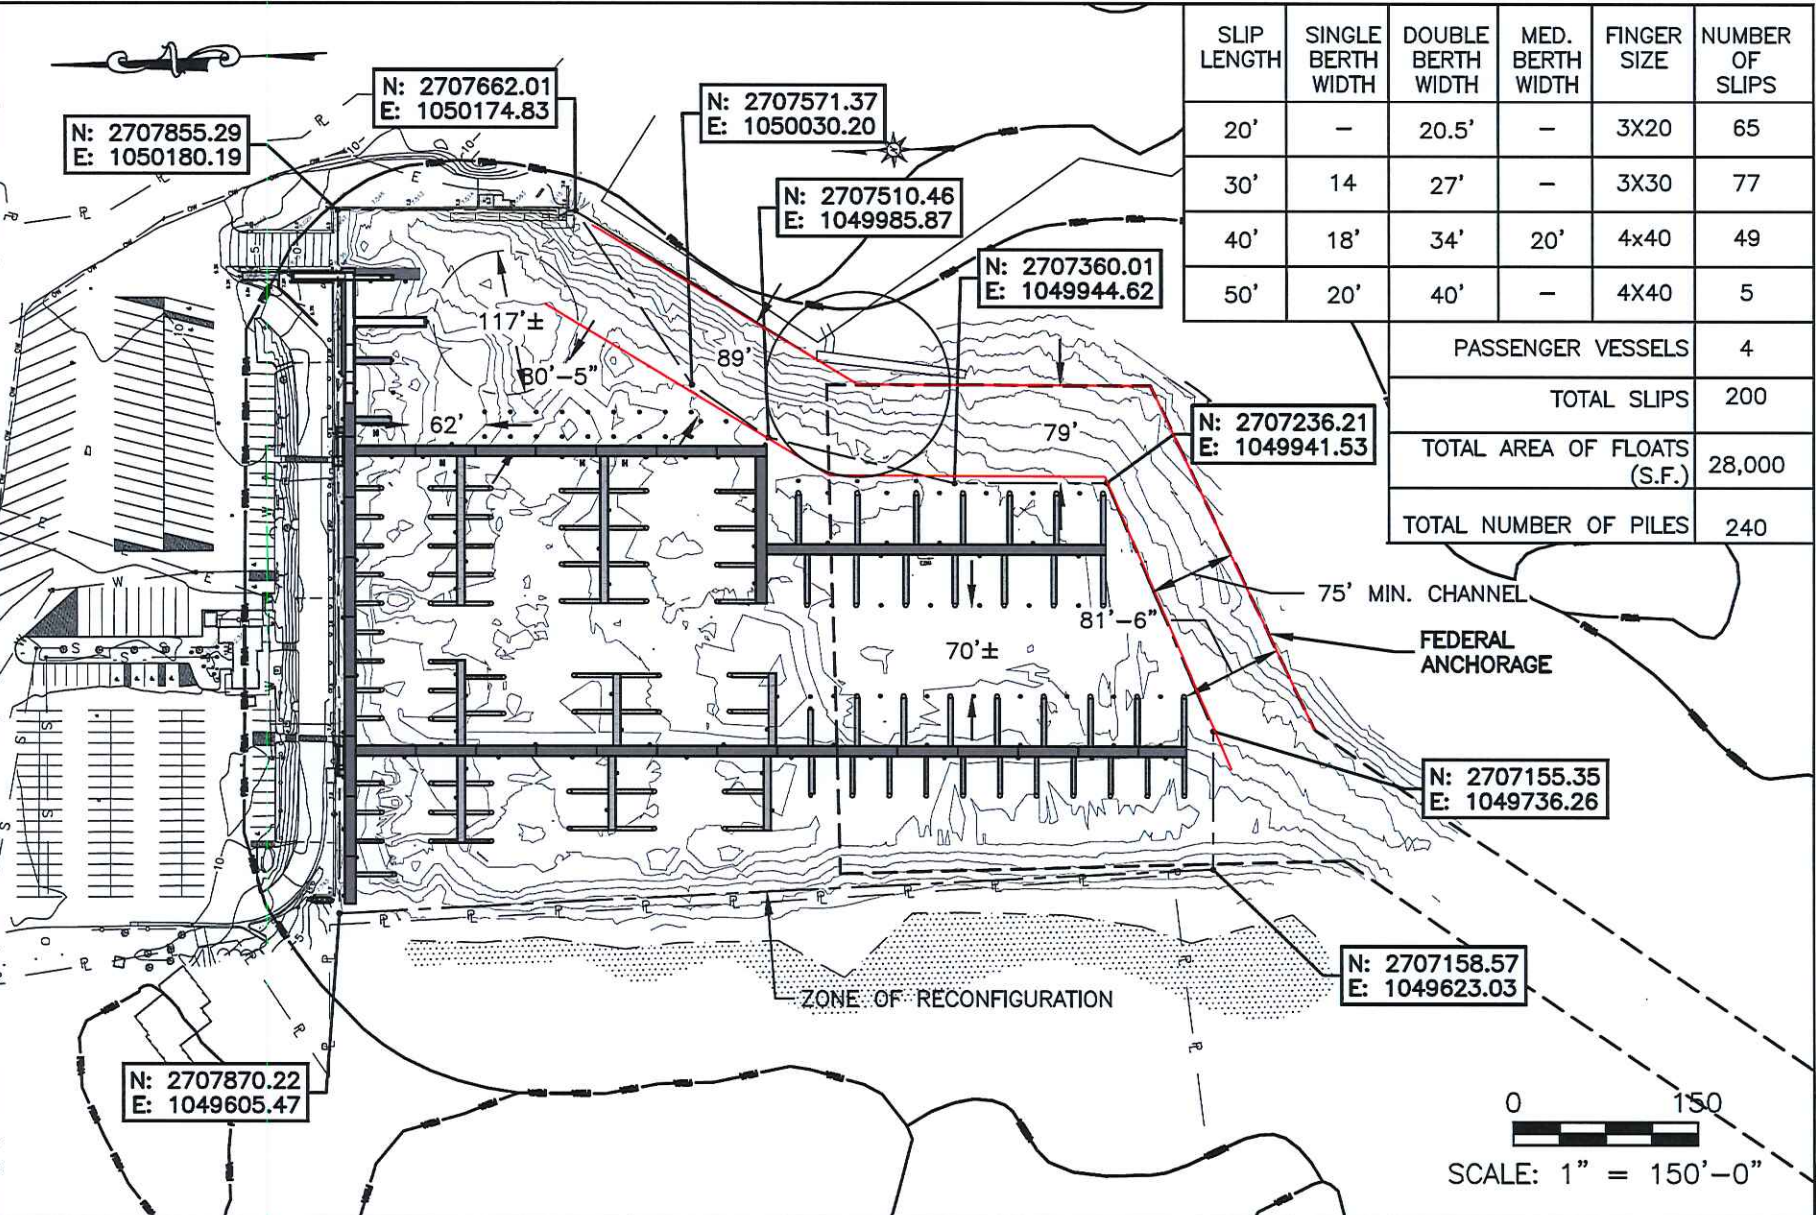 N: 2707662.01
E: 1050174.83
N: 2707571.37
E: 1050030.20
N: 2707855.29
E: 1050180.19
N: 2707510.46
E: 1049985.87
N: 2707360.01
E: 1049944.62
SLIP LENGTH SINGLE BERTH WIDTH DOUBLE BERTH WIDTH MED. BERTH WIDTH FINGER SIZE NUMBER OF SLIPS
20' – 20.5' – 3X20 65
30' 14 27' – 3X30 77
40' 18' 34' 20' 4x40 49
50' 20' 40' – 4X40 5
PASSENGER VESSELS 4
TOTAL SLIPS 200
TOTAL AREA OF FLOATS (S.F.) 28,000
TOTAL NUMBER OF PILES 240
117'±
80'-5"
89'
62'
79'
N: 2707236.21
E: 1049941.53
75' MIN. CHANNEL
81'-6"
70'±
FEDERAL
ANCHORAGE
N: 2707155.35
E: 1049736.26
N: 2707158.57
E: 1049623.03
ZONE OF RECONFIGURATION
N: 2707870.22
E: 1049605.47
0 150
SCALE: 1" = 150'-0"